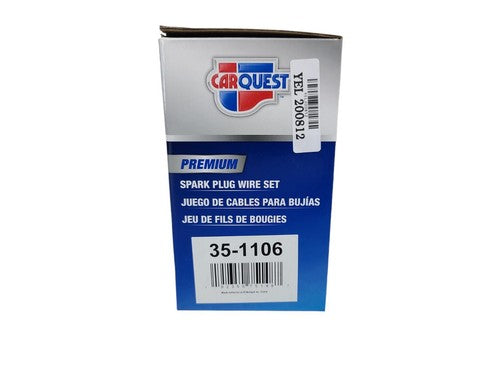 CARQUEST
YEL 200812
PREMIUM
SPARK PLUG WIRE SET
JUEGO DE CABLES PARA BUJÍAS
JEU DE FILS DE BOUGIES
35-1106